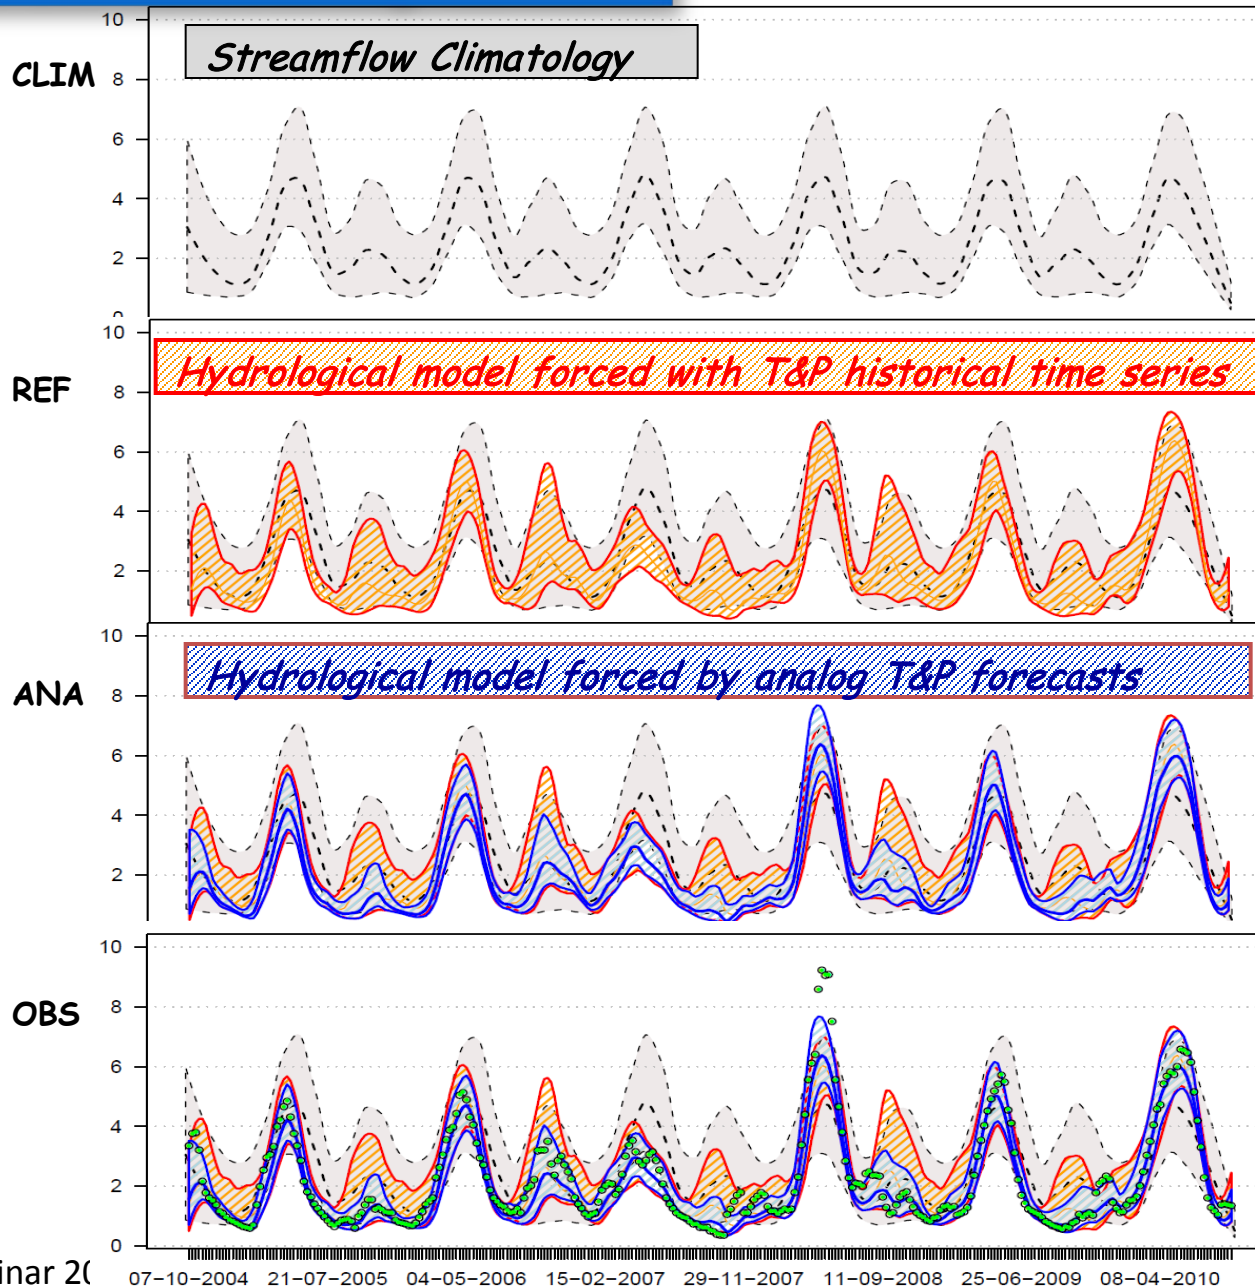 10
Streamflow Climatology
CLIM
8
6
4
2
0
10
Hydrological model forced with T&P historical time series
REF
8
6
4
2
10
Hydrological model forced by analog T&P forecasts
ANA
8
6
4
2
10
OBS
8
6
4
2
0
inar 20
07-10-2004 21-07-2005 04-05-2006 15-02-2007 29-11-2007 11-09-2008 25-06-2009 08-04-2010